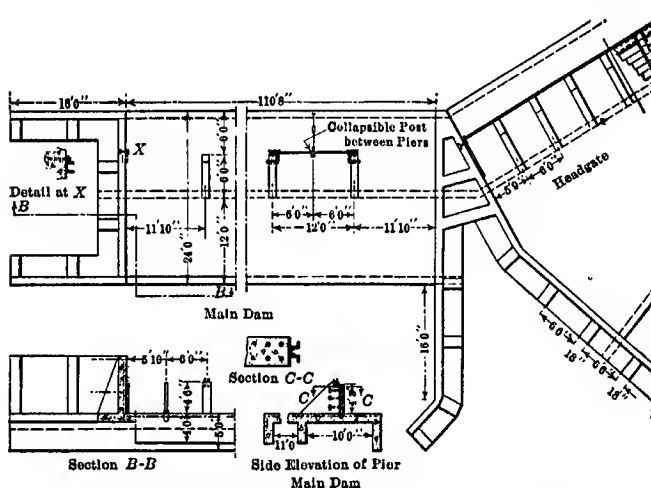 16'0"
110'8"
Collapsible Post
between Piers
X
Detail at X
B
11'10"
24'0"
12'0"
6'0"
6'0"
6'0"
6'0"
12'0"
11'10"
B
Main Dam
5'0"
6'0"
Headgate
16'0"
6'0"
18"
6'0"
18"
5'10"
6'0"
Section C-C
C
C
11'0
10'0"
Section B-B
Side Elevation of Pier
Main Dam